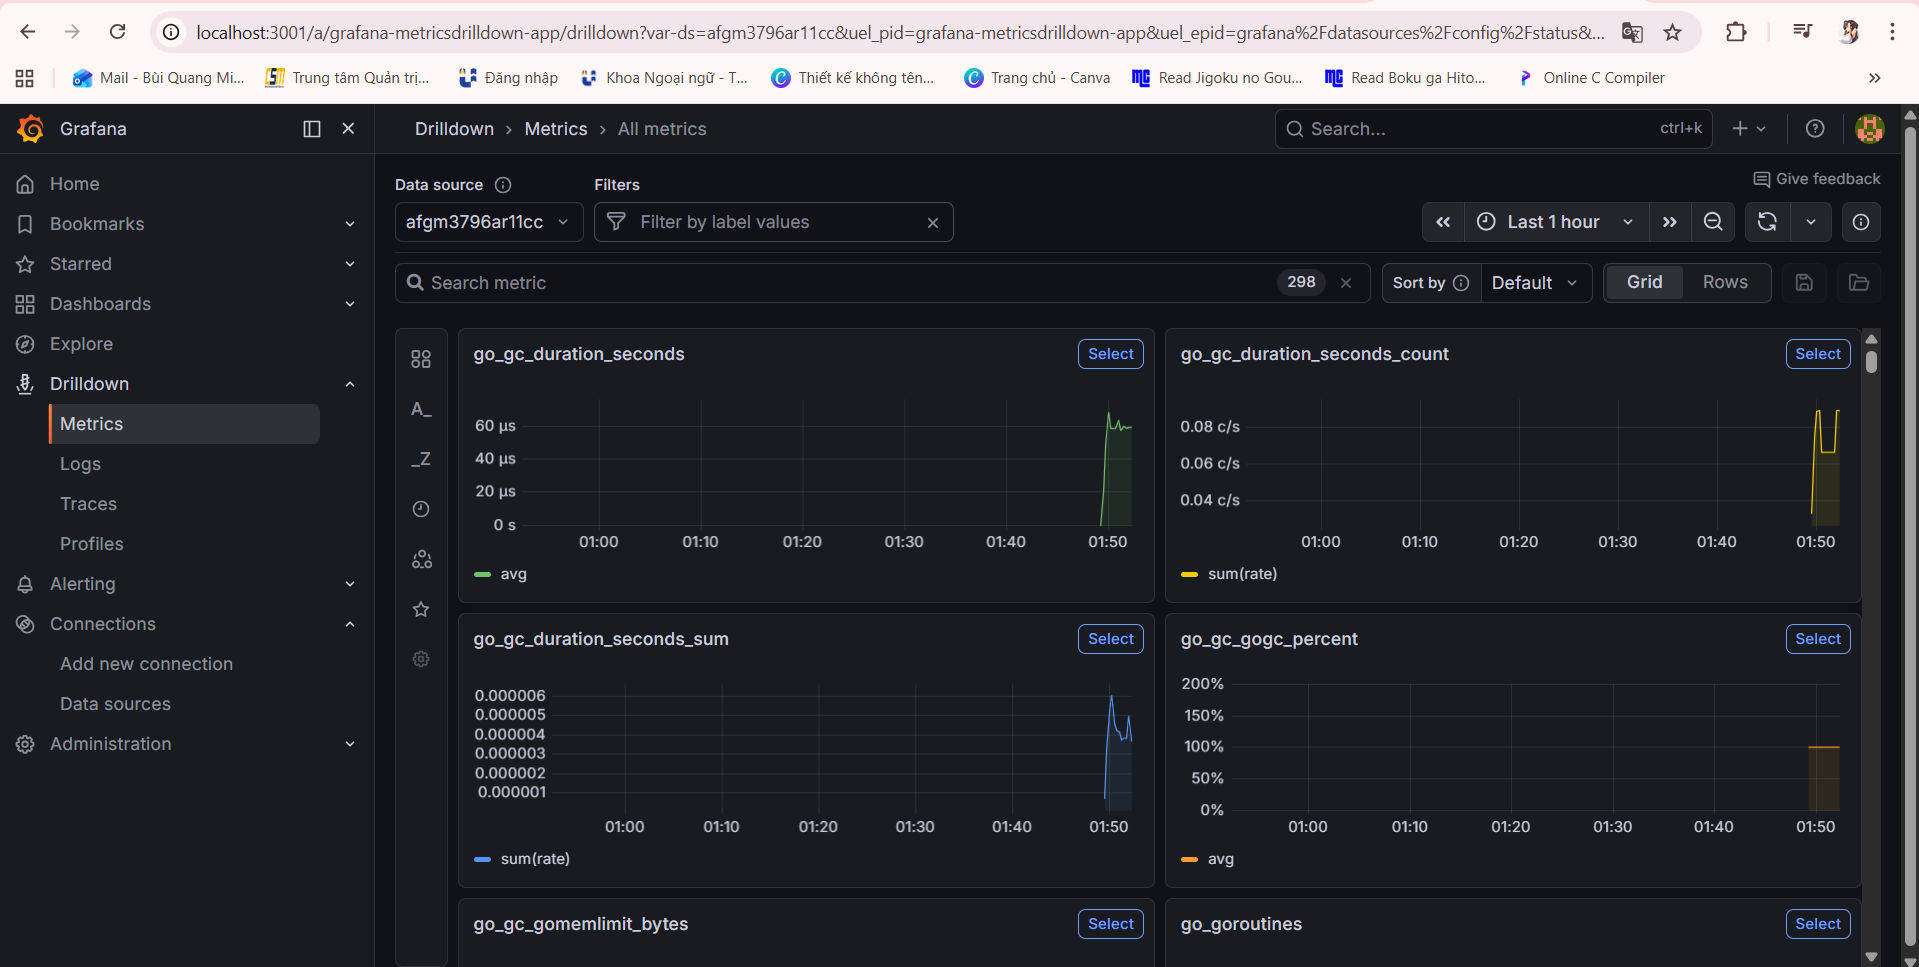 localhost:3001/a/grafana-metricsdrilldown-app/drilldown?var-ds=afgm3796ar11cc&uel_pid=grafana-metricsdrilldown-app&uel_epid=grafana%2Fdatasources%2Fconfig%2Fstatus&...
Mail - Bùi Quang Mi...
Trung tâm Quản trị...
Đăng nhập
Khoa Ngoại ngữ - T...
Thiết kế không tên...
Trang chủ - Canva
Read Jigoku no Gou...
Read Boku ga Hito...
Online C Compiler
Grafana
Drilldown › Metrics › All metrics
Search...
ctrl+k
Home
Bookmarks
Starred
Dashboards
Explore
Drilldown
Metrics
Logs
Traces
Profiles
Alerting
Connections
Add new connection
Data sources
Administration
Data source
Filters
Give feedback
afgm3796ar11cc
Filter by label values
Last 1 hour
Search metric
298
Sort by
Default
Grid
Rows
A_
_Z
go_gc_duration_seconds
Select
60 µs
40 µs
20 µs
0 s
01:00 01:10 01:20 01:30 01:40 01:50
avg
go_gc_duration_seconds_count
Select
0.08 c/s
0.06 c/s
0.04 c/s
01:00 01:10 01:20 01:30 01:40 01:50
sum(rate)
go_gc_duration_seconds_sum
Select
0.000006
0.000005
0.000004
0.000003
0.000002
0.000001
01:00 01:10 01:20 01:30 01:40 01:50
sum(rate)
go_gc_gogc_percent
Select
200%
150%
100%
50%
0%
01:00 01:10 01:20 01:30 01:40 01:50
avg
go_gc_gomemlimit_bytes
Select
go_goroutines
Select